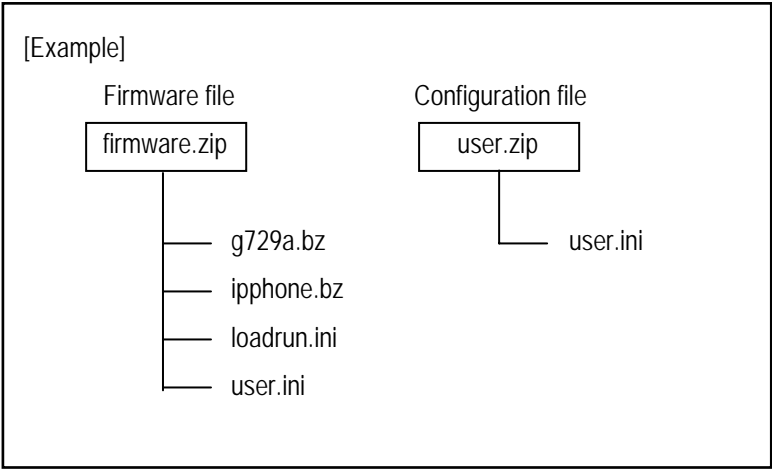 [Example]
Firmware file Configuration file
firmware.zip user.zip
g729a.bz user.ini
ipphone.bz
loadrun.ini
user.ini